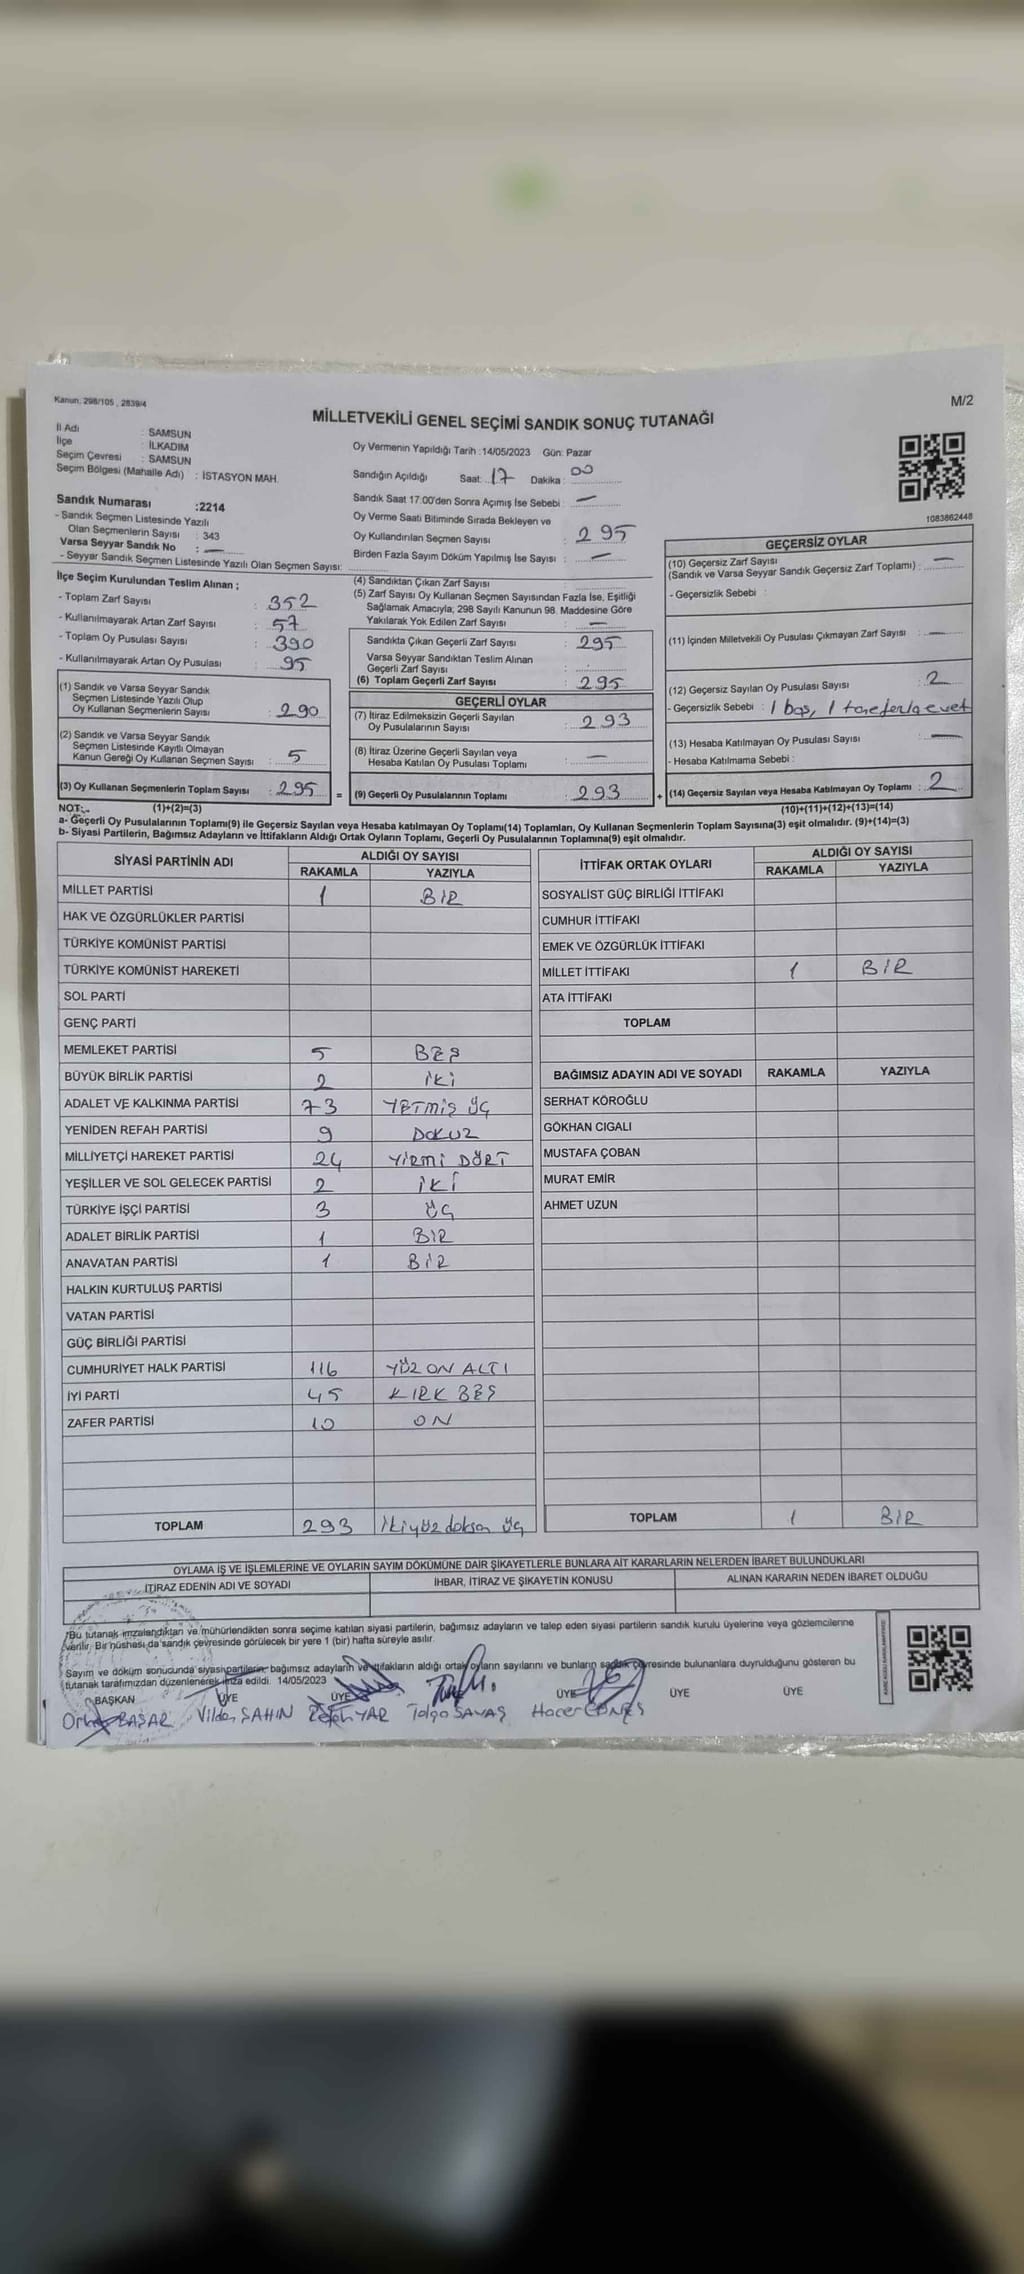 Kanun: 298/105 , 2839/4
M/2
MİLLETVEKİLİ GENEL SEÇİMİ SANDIK SONUÇ TUTANAĞI
İl Adı : SAMSUN
İlçe : İLKADIM
Seçim Çevresi : SAMSUN
Seçim Bölgesi (Mahalle Adı) : İSTASYON MAH.
Sandık Numarası :2214
- Sandık Seçmen Listesinde Yazılı
Olan Seçmenlerin Sayısı : 343
Varsa Seyyar Sandık No : —
- Seyyar Sandık Seçmen Listesinde Yazılı Olan Seçmen Sayısı:
Oy Vermenin Yapıldığı Tarih :14/05/2023 Gün: Pazar
Sandığın Açıldığı Saat: 17 Dakika : 00
Sandık Saat 17.00'den Sonra Açımış İse Sebebi : —
Oy Verme Saati Bitiminde Sırada Bekleyen ve
Oy Kullandırılan Seçmen Sayısı : 295
Birden Fazla Sayım Döküm Yapılmış İse Sayısı : —
1083862448
İlçe Seçim Kurulundan Teslim Alınan ;
- Toplam Zarf Sayısı : 352
- Kullanılmayarak Artan Zarf Sayısı : 57
- Toplam Oy Pusulası Sayısı : 390
- Kullanılmayarak Artan Oy Pusulası : 95
(1) Sandık ve Varsa Seyyar Sandık
Seçmen Listesinde Yazılı Olup
Oy Kullanan Seçmenlerin Sayısı : 290
(2) Sandık ve Varsa Seyyar Sandık
Seçmen Listesinde Kayıtlı Olmayan
Kanun Gereği Oy Kullanan Seçmen Sayısı : 5
(3) Oy Kullanan Seçmenlerin Toplam Sayısı : 295 =
(4) Sandıktan Çıkan Zarf Sayısı :
(5) Zarf Sayısı Oy Kullanan Seçmen Sayısından Fazla İse, Eşitliği
Sağlamak Amacıyla, 298 Sayılı Kanunun 98. Maddesine Göre
Yakılarak Yok Edilen Zarf Sayısı : —
Sandıkta Çıkan Geçerli Zarf Sayısı : 295
Varsa Seyyar Sandıktan Teslim Alınan
Geçerli Zarf Sayısı :
(6) Toplam Geçerli Zarf Sayısı : 295
GEÇERLİ OYLAR
(7) İtiraz Edilmeksizin Geçerli Sayılan
Oy Pusulalarının Sayısı : 293
(8) İtiraz Üzerine Geçerli Sayılan veya
Hesaba Katılan Oy Pusulası Toplamı : —
(9) Geçerli Oy Pusulalarının Toplamı : 293 +
GEÇERSİZ OYLAR
(10) Geçersiz Zarf Sayısı
(Sandık ve Varsa Seyyar Sandık Geçersiz Zarf Toplamı) : —
- Geçersizlik Sebebi :
(11) İçinden Milletvekili Oy Pusulası Çıkmayan Zarf Sayısı : —
(12) Geçersiz Sayılan Oy Pusulası Sayısı : 2
- Geçersizlik Sebebi : 1 boş, 1 evet
(13) Hesaba Katılmayan Oy Pusulası Sayısı : —
- Hesaba Katılmama Sebebi :
(14) Geçersiz Sayılan veya Hesaba Katılmayan Oy Toplamı : 2
NOT:. (1)+(2)=(3) (10)+(11)+(12)+(13)=(14)
a- Geçerli Oy Pusulalarının Toplamı(9) ile Geçersiz Sayılan veya Hesaba katılmayan Oy Toplamı(14) Toplamları, Oy Kullanan Seçmenlerin Toplam Sayısına(3) eşit olmalıdır. (9)+(14)=(3)
b- Siyasi Partilerin, Bağımsız Adayların ve İttifakların Aldığı Ortak Oyların Toplamı, Geçerli Oy Pusulalarının Toplamına(9) eşit olmalıdır.
SİYASİ PARTİNİN ADI ALDIĞI OY SAYISI
RAKAMLA YAZIYLA
MİLLET PARTİSİ 1 BİR
HAK VE ÖZGÜRLÜKLER PARTİSİ
TÜRKİYE KOMÜNİST PARTİSİ
TÜRKİYE KOMÜNİST HAREKETİ
SOL PARTİ
GENÇ PARTİ
MEMLEKET PARTİSİ 5 BEŞ
BÜYÜK BİRLİK PARTİSİ 2 İKİ
ADALET VE KALKINMA PARTİSİ 73 YETMİŞ ÜÇ
YENİDEN REFAH PARTİSİ 9 DOKUZ
MİLLİYETÇİ HAREKET PARTİSİ 24 YİRMİ DÖRT
YEŞİLLER VE SOL GELECEK PARTİSİ 2 İKİ
TÜRKİYE İŞÇİ PARTİSİ 3 ÜÇ
ADALET BİRLİK PARTİSİ 1 BİR
ANAVATAN PARTİSİ 1 BİR
HALKIN KURTULUŞ PARTİSİ
VATAN PARTİSİ
GÜÇ BİRLİĞİ PARTİSİ
CUMHURİYET HALK PARTİSİ 116 YÜZ ON ALTI
İYİ PARTİ 45 KIRK BEŞ
ZAFER PARTİSİ 10 ON
TOPLAM 293 İkiyüz doksan üç
İTTİFAK ORTAK OYLARI ALDIĞI OY SAYISI
RAKAMLA YAZIYLA
SOSYALİST GÜÇ BİRLİĞİ İTTİFAKI
CUMHUR İTTİFAKI
EMEK VE ÖZGÜRLÜK İTTİFAKI
MİLLET İTTİFAKI 1 BİR
ATA İTTİFAKI
TOPLAM
BAĞIMSIZ ADAYIN ADI VE SOYADI RAKAMLA YAZIYLA
SERHAT KÖROĞLU
GÖKHAN CIGALI
MUSTAFA ÇOBAN
MURAT EMİR
AHMET UZUN
TOPLAM 1 BİR
OYLAMA İŞ VE İŞLEMLERİNE VE OYLARIN SAYIM DÖKÜMÜNE DAİR ŞİKAYETLERLE BUNLARA AİT KARARLARIN NELERDEN İBARET BULUNDUKLARI
İTİRAZ EDENİN ADI VE SOYADI İHBAR, İTİRAZ VE ŞİKAYETİN KONUSU ALINAN KARARIN NEDEN İBARET OLDUĞU
*Bu tutanak imzalandıktan ve mühürlendikten sonra seçime katılan siyasi partilerin, bağımsız adayların ve talep eden siyasi partilerin sandık kurulu üyelerine veya gözlemcilerine
verilir. Bir nüshası da sandık çevresinde görülecek bir yere 1 (bir) hafta süreyle asılır.
Sayım ve döküm sonucunda siyasi partilerin, bağımsız adayların ve ittifakların aldığı ortak oyların sayılarını ve bunların sandık çevresinde bulunanlara duyrulduğunu gösteren bu
tutanak tarafımızdan düzenlenerek imza edildi. 14/05/2023
BAŞKAN ÜYE ÜYE ÜYE ÜYE ÜYE
BAŞAR Vildan ŞAHİN YAR Tolga SAVAŞ Hacer